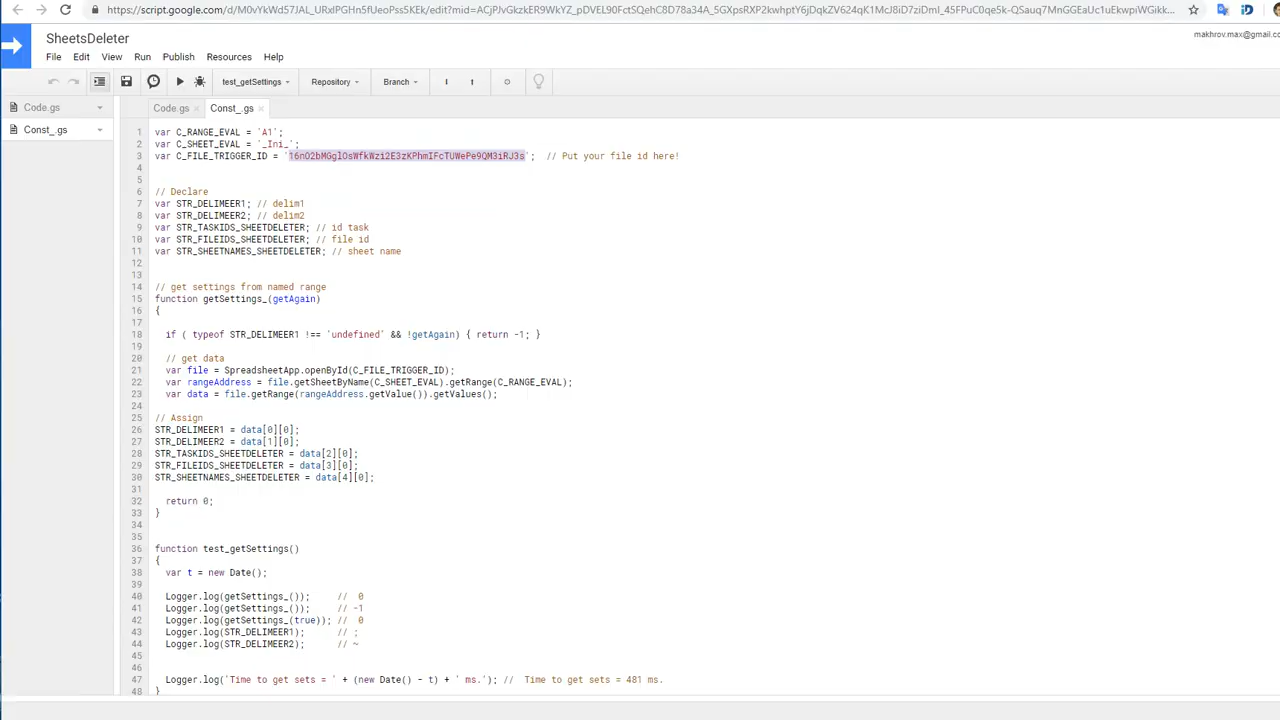 SheetsDeleter
makhrov.max@gmail.co
File Edit View Run Publish Resources Help
test_getSettings Repository Branch
Code.gs Code.gs Const_.gs
Const_.gs
1 var C_RANGE_EVAL = 'A1';
2 var C_SHEET_EVAL = '_Ini_';
3 var C_FILE_TRIGGER_ID = '16nO2bMGglOsWfkWzi2E3zKPhmIFcTUWePe9QM3iRJ3s'; // Put your file id here!
4
5
6 // Declare
7 var STR_DELIMEER1; // delim1
8 var STR_DELIMEER2; // delim2
9 var STR_TASKIDS_SHEETDELETER; // id task
10 var STR_FILEIDS_SHEETDELETER; // file id
11 var STR_SHEETNAMES_SHEETDELETER; // sheet name
12
13
14 // get settings from named range
15 function getSettings_(getAgain)
16 {
17
18 if ( typeof STR_DELIMEER1 !== 'undefined' && !getAgain) { return -1; }
19
20 // get data
21 var file = SpreadsheetApp.openById(C_FILE_TRIGGER_ID);
22 var rangeAddress = file.getSheetByName(C_SHEET_EVAL).getRange(C_RANGE_EVAL);
23 var data = file.getRange(rangeAddress.getValue()).getValues();
24
25 // Assign
26 STR_DELIMEER1 = data[0][0];
27 STR_DELIMEER2 = data[1][0];
28 STR_TASKIDS_SHEETDELETER = data[2][0];
29 STR_FILEIDS_SHEETDELETER = data[3][0];
30 STR_SHEETNAMES_SHEETDELETER = data[4][0];
31
32 return 0;
33 }
34
35
36 function test_getSettings()
37 {
38 var t = new Date();
39
40 Logger.log(getSettings_()); // 0
41 Logger.log(getSettings_()); // -1
42 Logger.log(getSettings_(true)); // 0
43 Logger.log(STR_DELIMEER1); // ;
44 Logger.log(STR_DELIMEER2); // ~
45
46
47 Logger.log('Time to get sets = ' + (new Date() - t) + ' ms.'); // Time to get sets = 481 ms.
48 }